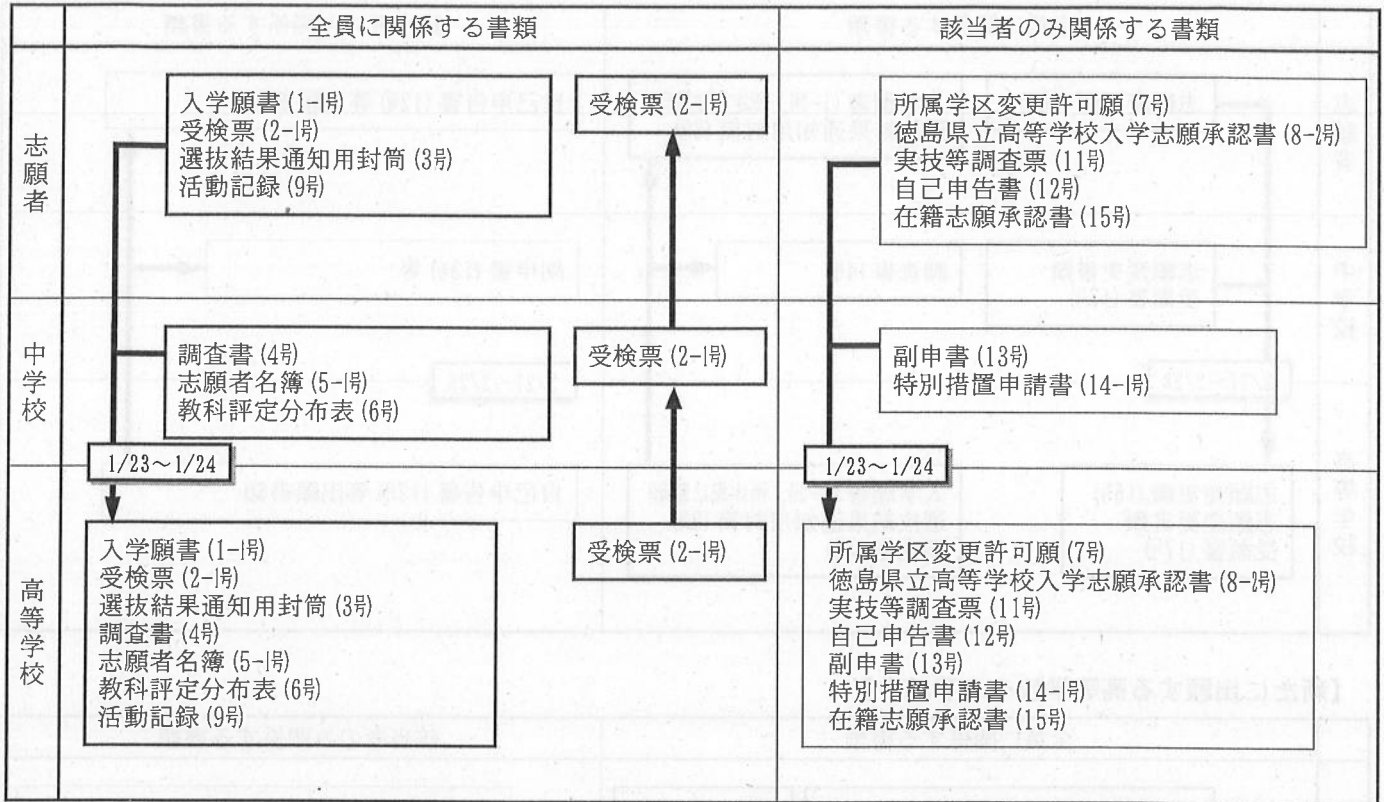 全員に関係する書類
該当者のみ関係する書類
志願者
入学願書(1-1号)
受検票(2-1号)
選抜結果通知用封筒(3号)
活動記録(9号)
受検票(2-1号)
所属学区変更許可願(7号)
徳島県立高等学校入学志願承認書(8-2号)
実技等調査票(11号)
自己申告書(12号)
在籍志願承認書(15号)
中学校
調査書(4号)
志願者名簿(5-1号)
教科評定分布表(6号)
受検票(2-1号)
副申書(13号)
特別措置申請書(14-1号)
1/23～1/24
1/23～1/24
高等学校
入学願書(1-1号)
受検票(2-1号)
選抜結果通知用封筒(3号)
調査書(4号)
志願者名簿(5-1号)
教科評定分布表(6号)
活動記録(9号)
受検票(2-1号)
所属学区変更許可願(7号)
徳島県立高等学校入学志願承認書(8-2号)
実技等調査票(11号)
自己申告書(12号)
副申書(13号)
特別措置申請書(14-1号)
在籍志願承認書(15号)